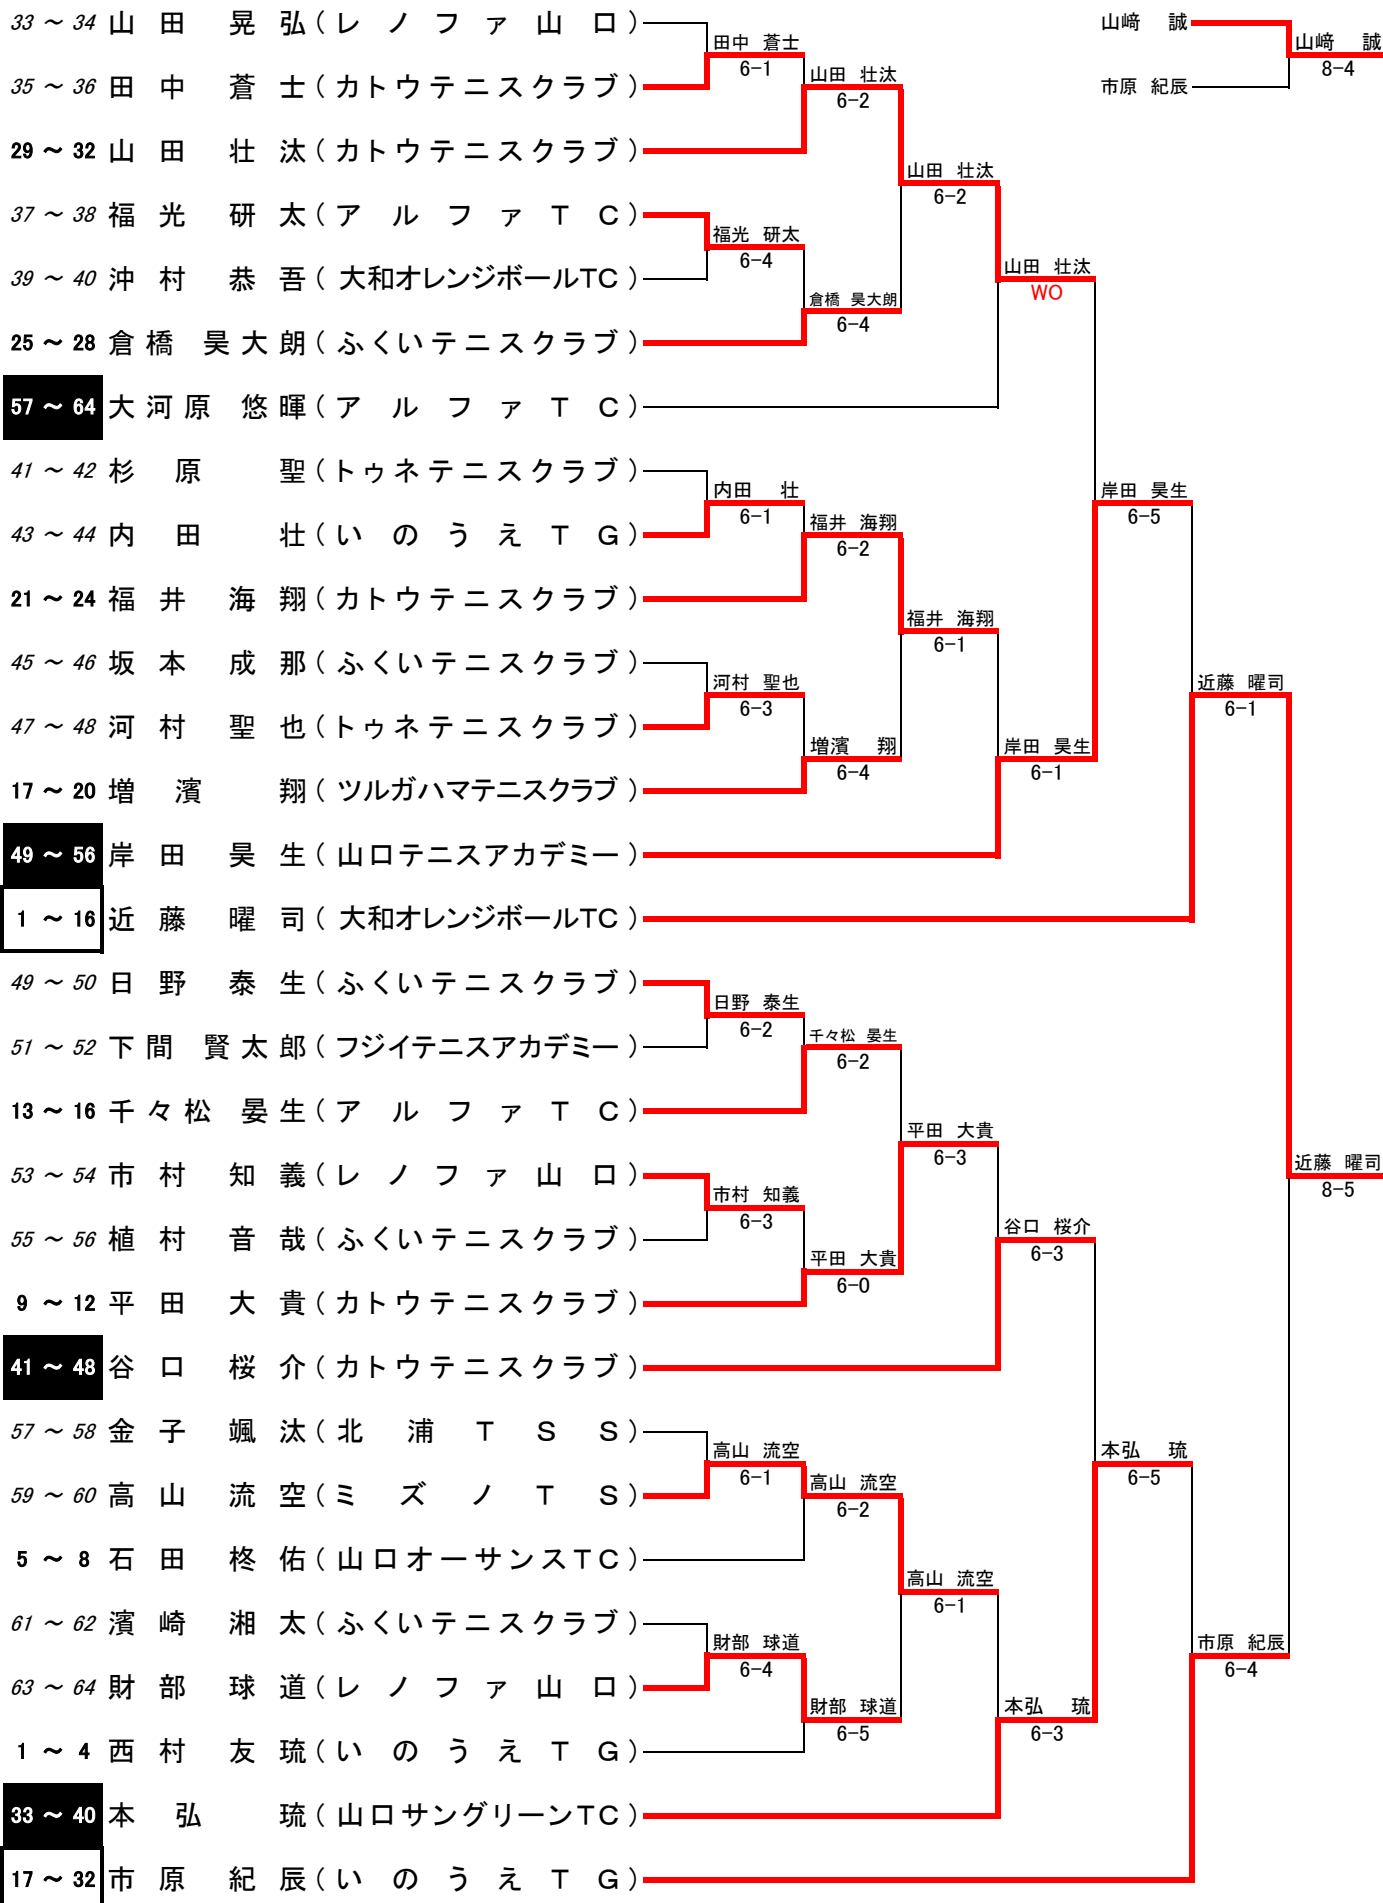 33 ～ 34 山田 晃弘(レノファ山口)
35 ～ 36 田中 蒼士(カトウテニスクラブ)
29 ～ 32 山田 壮汰(カトウテニスクラブ)
37 ～ 38 福光 研太(アルファTC)
39 ～ 40 沖村 恭吾(大和オレンジボールTC)
25 ～ 28 倉橋 昊大朗(ふくいテニスクラブ)
57 ～ 64 大河原 悠暉(アルファTC)
41 ～ 42 杉原 聖(トゥネテニスクラブ)
43 ～ 44 内田 壮(いのうえTG)
21 ～ 24 福井 海翔(カトウテニスクラブ)
45 ～ 46 坂本 成那(ふくいテニスクラブ)
47 ～ 48 河村 聖也(トゥネテニスクラブ)
17 ～ 20 増濱 翔(ツルガハマテニスクラブ)
49 ～ 56 岸田 昊生(山口テニスアカデミー)
1 ～ 16 近藤 曜司(大和オレンジボールTC)
49 ～ 50 日野 泰生(ふくいテニスクラブ)
51 ～ 52 下間 賢太郎(フジイテニスアカデミー)
13 ～ 16 千々松 晏生(アルファTC)
53 ～ 54 市村 知義(レノファ山口)
55 ～ 56 植村 音哉(ふくいテニスクラブ)
9 ～ 12 平田 大貴(カトウテニスクラブ)
41 ～ 48 谷口 桜介(カトウテニスクラブ)
57 ～ 58 金子 颯汰(北浦TSS)
59 ～ 60 高山 流空(ミズノTS)
5 ～ 8 石田 柊佑(山口オーサンスTC)
61 ～ 62 濱崎 湘太(ふくいテニスクラブ)
63 ～ 64 財部 球道(レノファ山口)
1 ～ 4 西村 友琉(いのうえTG)
33 ～ 40 本弘 琉(山口サングリーンTC)
17 ～ 32 市原 紀辰(いのうえTG)
田中 蒼士
6-1
福光 研太
6-4
内田 壮
6-1
河村 聖也
6-3
日野 泰生
6-2
市村 知義
6-3
高山 流空
6-1
財部 球道
6-4
山田 壮汰
6-2
倉橋 昊大朗
6-4
福井 海翔
6-2
増濱 翔
6-4
千々松 晏生
6-2
平田 大貴
6-0
高山 流空
6-2
財部 球道
6-5
山田 壮汰
6-2
福井 海翔
6-1
平田 大貴
6-3
高山 流空
6-1
山田 壮汰
WO
岸田 昊生
6-1
谷口 桜介
6-3
本弘 琉
6-3
岸田 昊生
6-5
本弘 琉
6-5
近藤 曜司
6-1
市原 紀辰
6-4
近藤 曜司
8-5
山﨑 誠
市原 紀辰
山﨑 誠
8-4